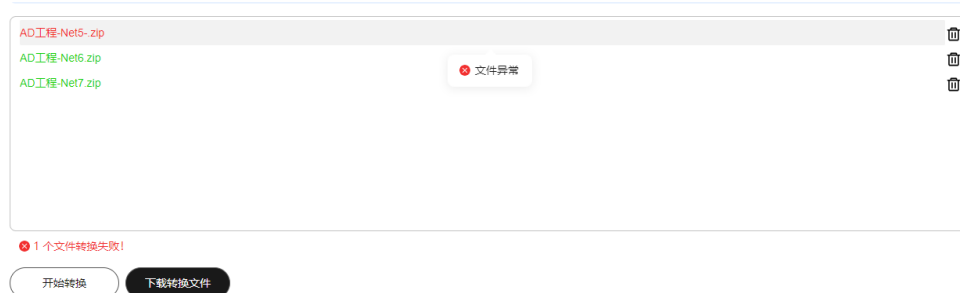 AD工程-Net5-.zip
AD工程-Net6.zip
文件异常
AD工程-Net7.zip
1 个文件转换失败!
开始转换
下载转换文件